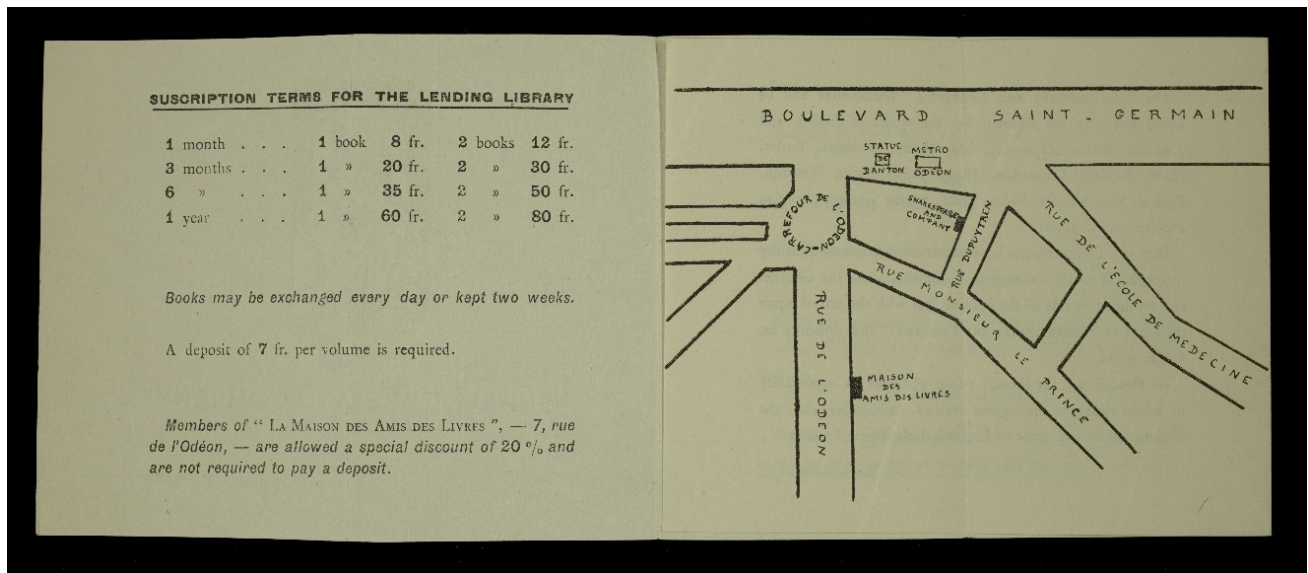 SUSCRIPTION TERMS FOR THE LENDING LIBRARY
1 month . . . 1 book 8 fr. 2 books 12 fr.
3 months . . . 1 » 20 fr. 2 » 30 fr.
6 » . . . 1 » 35 fr. 2 » 50 fr.
1 year . . . 1 » 60 fr. 2 » 80 fr.
Books may be exchanged every day or kept two weeks.
A deposit of 7 fr. per volume is required.
Members of “ LA MAISON DES AMIS DES LIVRES ”, — 7, rue
de l'Odéon, — are allowed a special discount of 20 % and
are not required to pay a deposit.
BOULEVARD SAINT - GERMAIN
STATUE
DE
DANTON
METRO
ODÉON
SHAKESPEARE
AND
COMPANY
CARREFOUR DE L'ODEON
RUE DUPUYTREN
RUE DE L'ECOLE DE MEDECINE
RUE MONSIEUR LE PRINCE
RUE DE L'ODEON
MAISON
DES
AMIS DES LIVRES